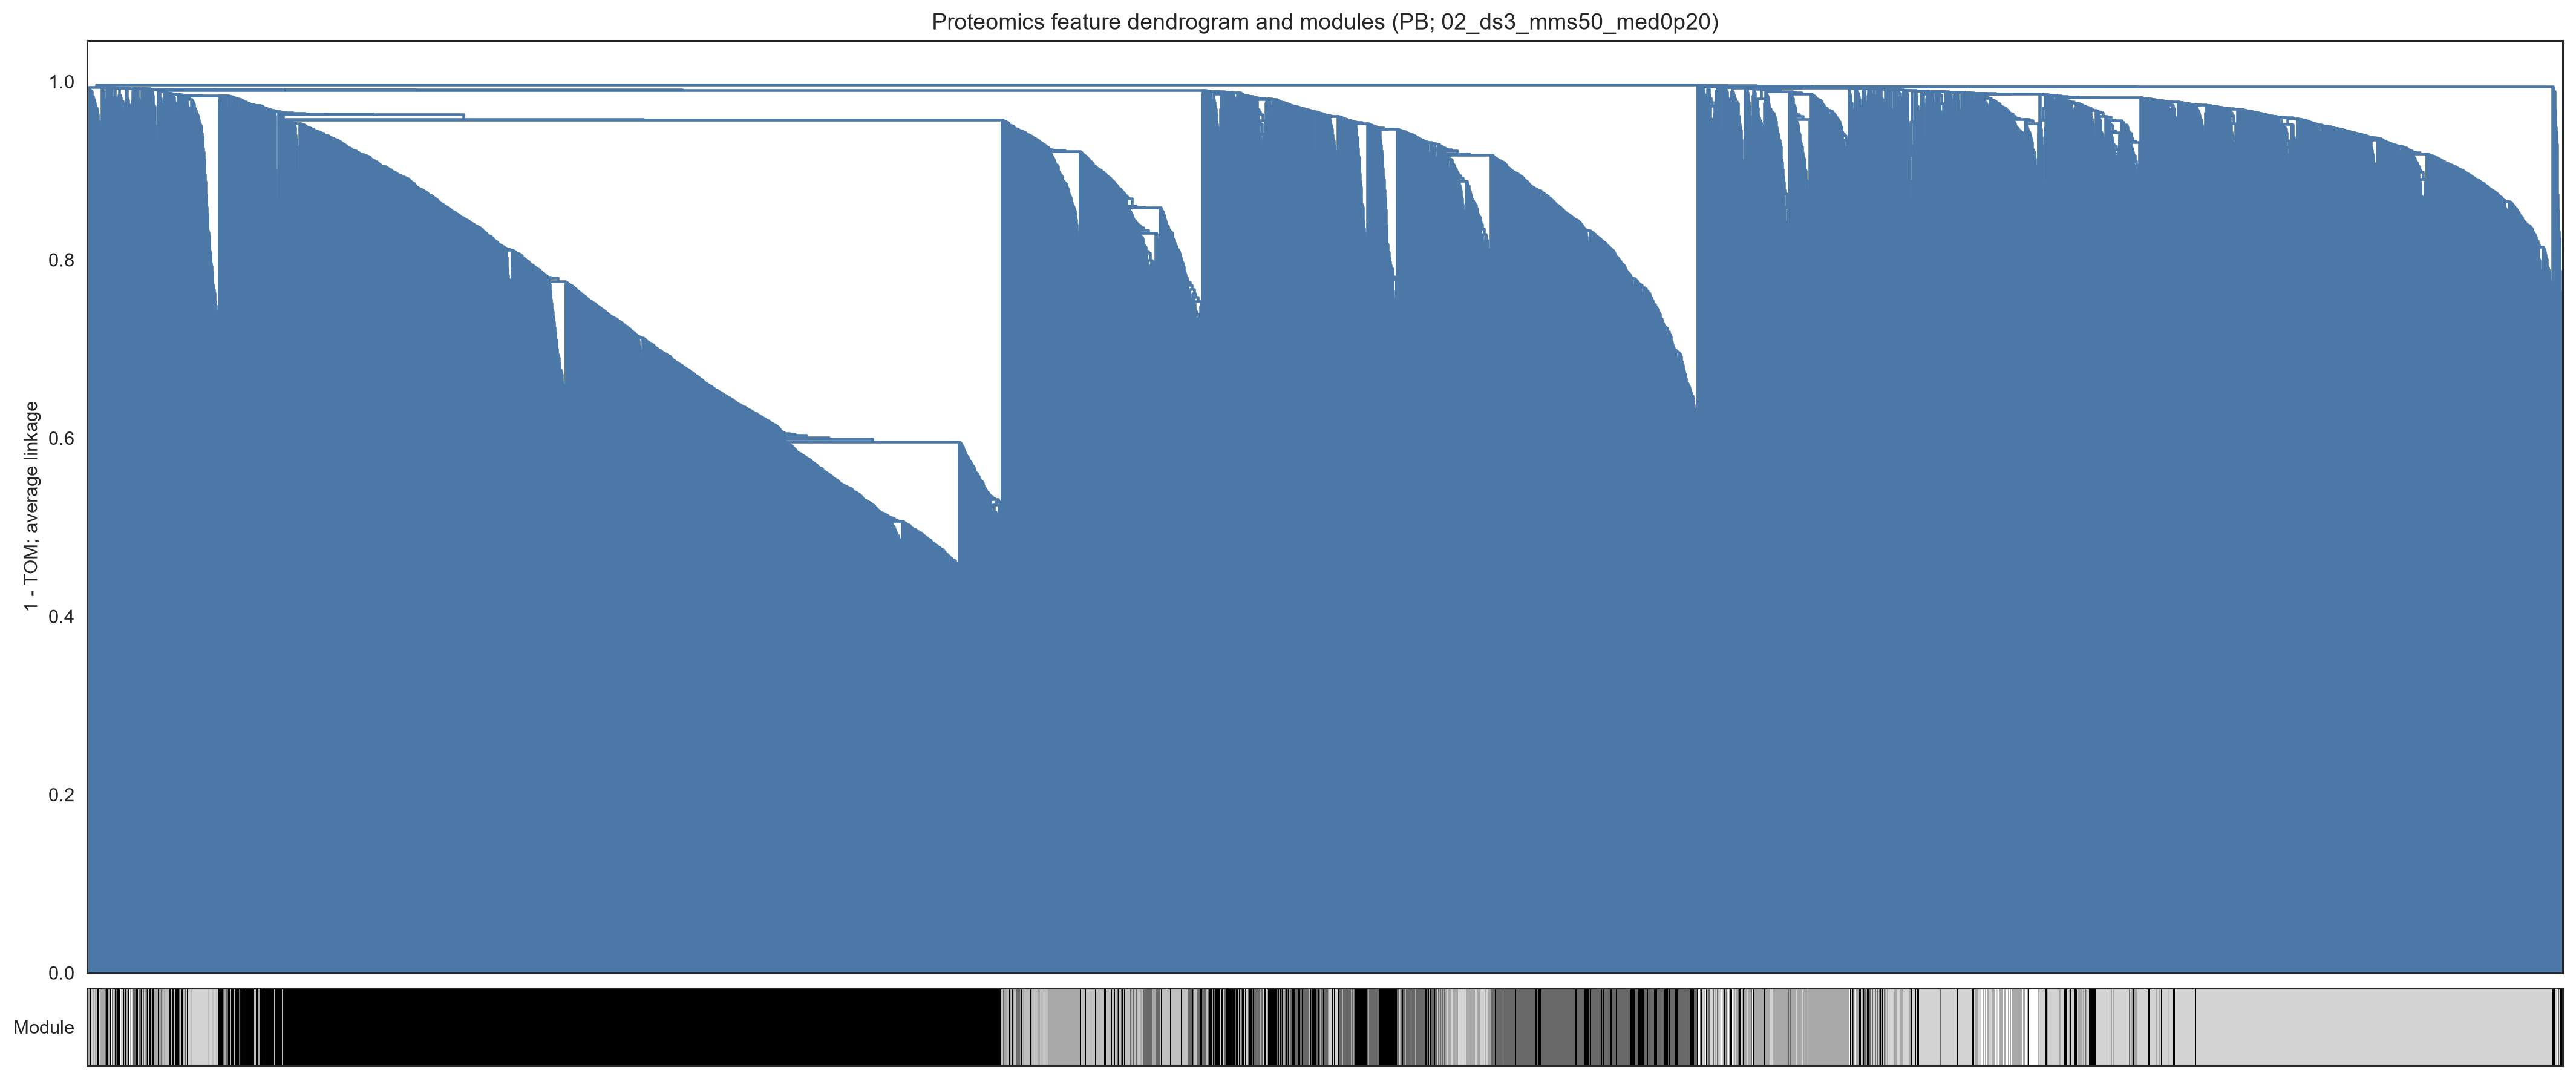 Proteomics feature dendrogram and modules (PB; 02_ds3_mms50_med0p20)
1 - TOM; average linkage
1.0
0.8
0.6
0.4
0.2
0.0
Module